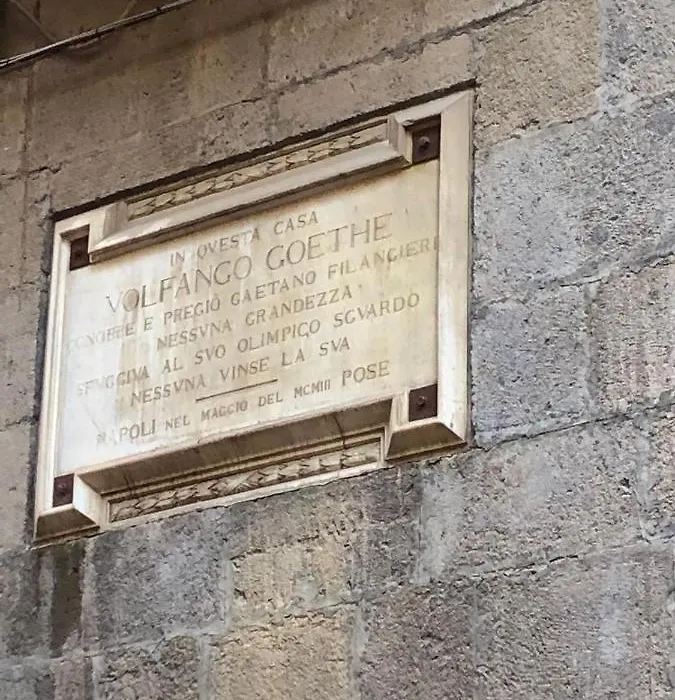 IN QVESTA CASA
VOLFANGO GOETHE
CONOBBE E PREGIÒ GAETANO FILANGIERI
NESSVNA GRANDEZZA
SFVGGIVA AL SVO OLIMPICO SGVARDO
NESSVNA VINSE LA SVA
NAPOLI NEL MAGGIO DEL MCMIII POSE